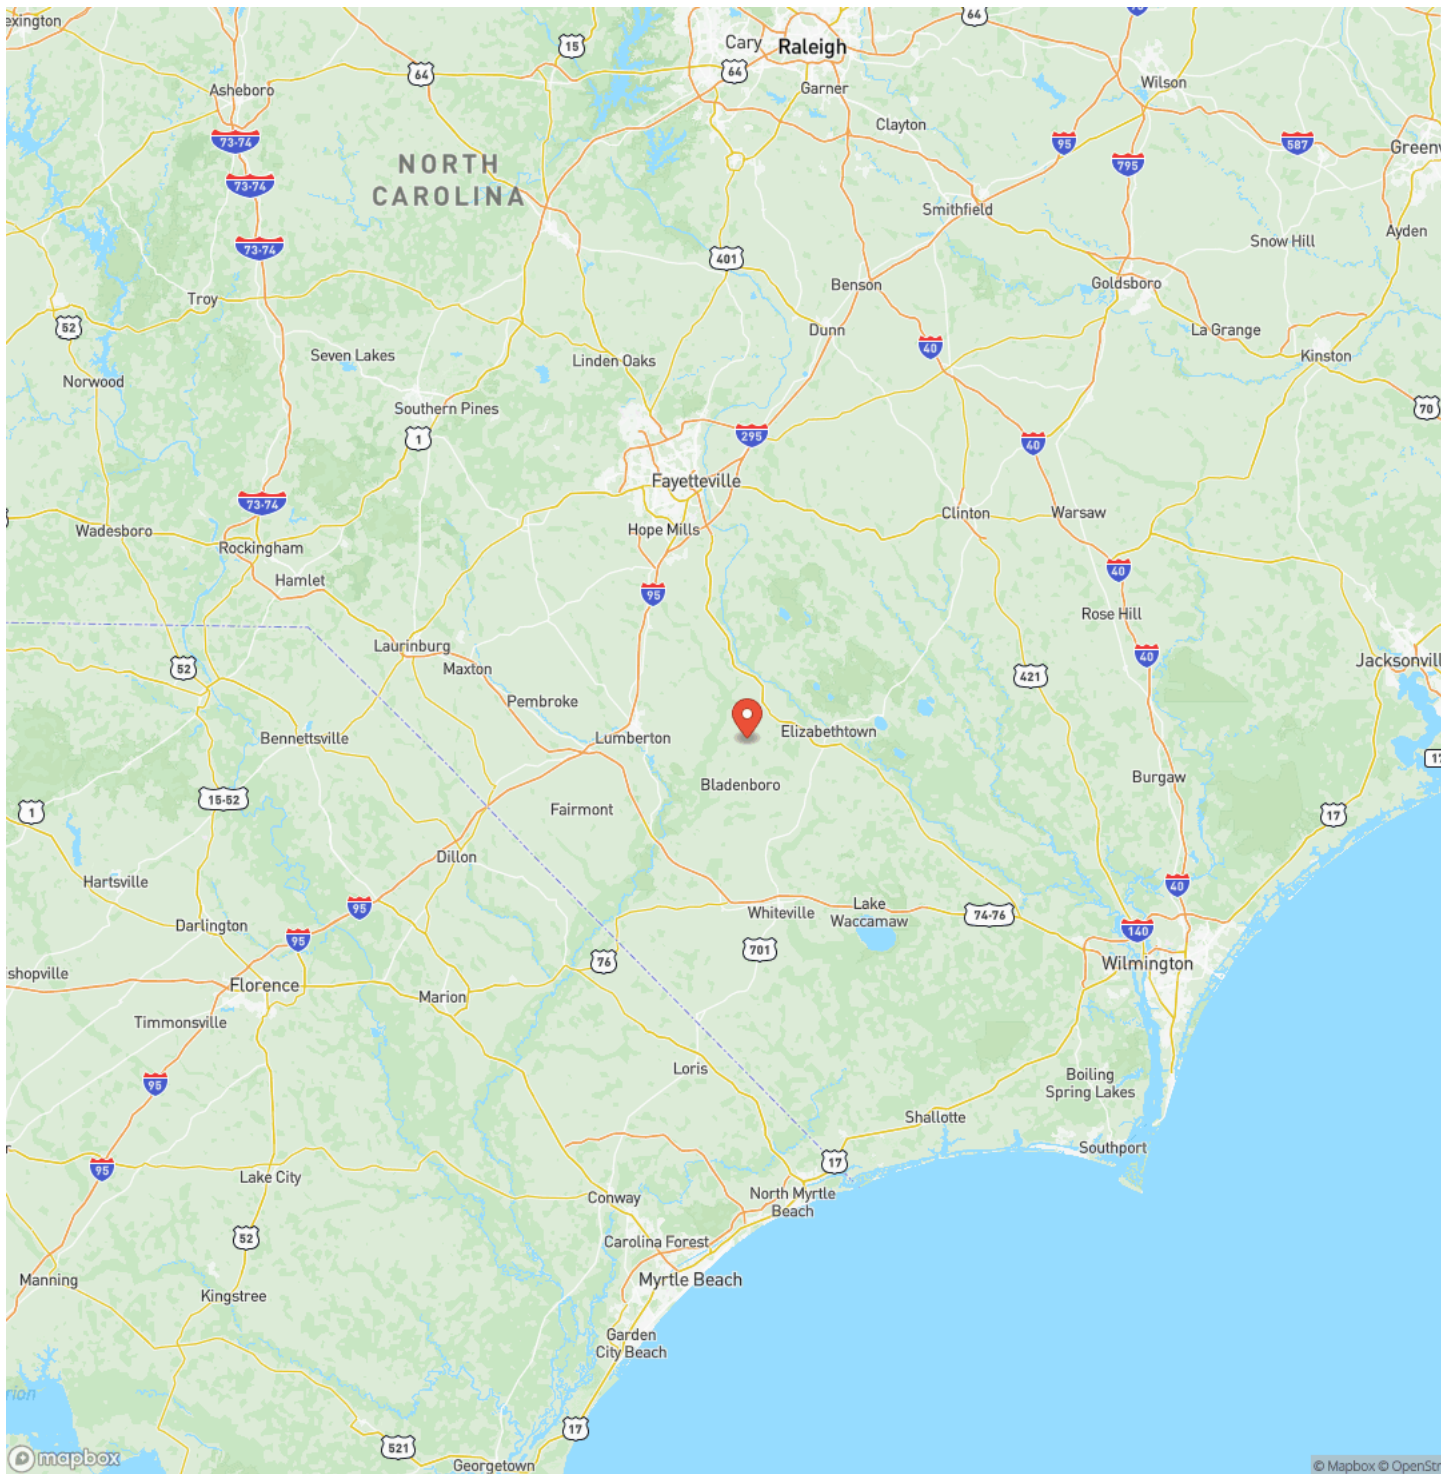 exington
64
70
15
Cary
Raleigh
64
64
Asheboro
Garner
Wilson
Clayton
73-74
95
587
795
Greenv
NORTH
CAROLINA
73-74
Smithfield
73-74
401
Snow Hill
Ayden
Benson
Goldsboro
Troy
52
Dunn
La Grange
Seven Lakes
Linden Oaks
40
Kinston
Norwood
Southern Pines
70
1
295
40
Fayetteville
73-74
Clinton
Warsaw
Wadesboro
Hope Mills
Rockingham
Hamlet
95
40
Rose Hill
Laurinburg
Maxton
52
40
Jacksonvill
421
Pembroke
Bennettsville
Lumberton
Elizabethtown
17
Burgaw
Bladenboro
15-52
1
Fairmont
17
Dillon
Hartsville
40
95
Whiteville
Lake
Waccamaw
74-76
Darlington
95
140
701
76
Wilmington
shopville
Florence
Marion
Timmonsville
Loris
95
Boiling
Spring Lakes
Shallotte
r
Southport
95
17
Lake City
Conway
North Myrtle
Beach
52
Carolina Forest
Manning
Myrtle Beach
Kingstree
Garden
City Beach
rion
17
521
mapbox
Georgetown
© Mapbox © OpenStr